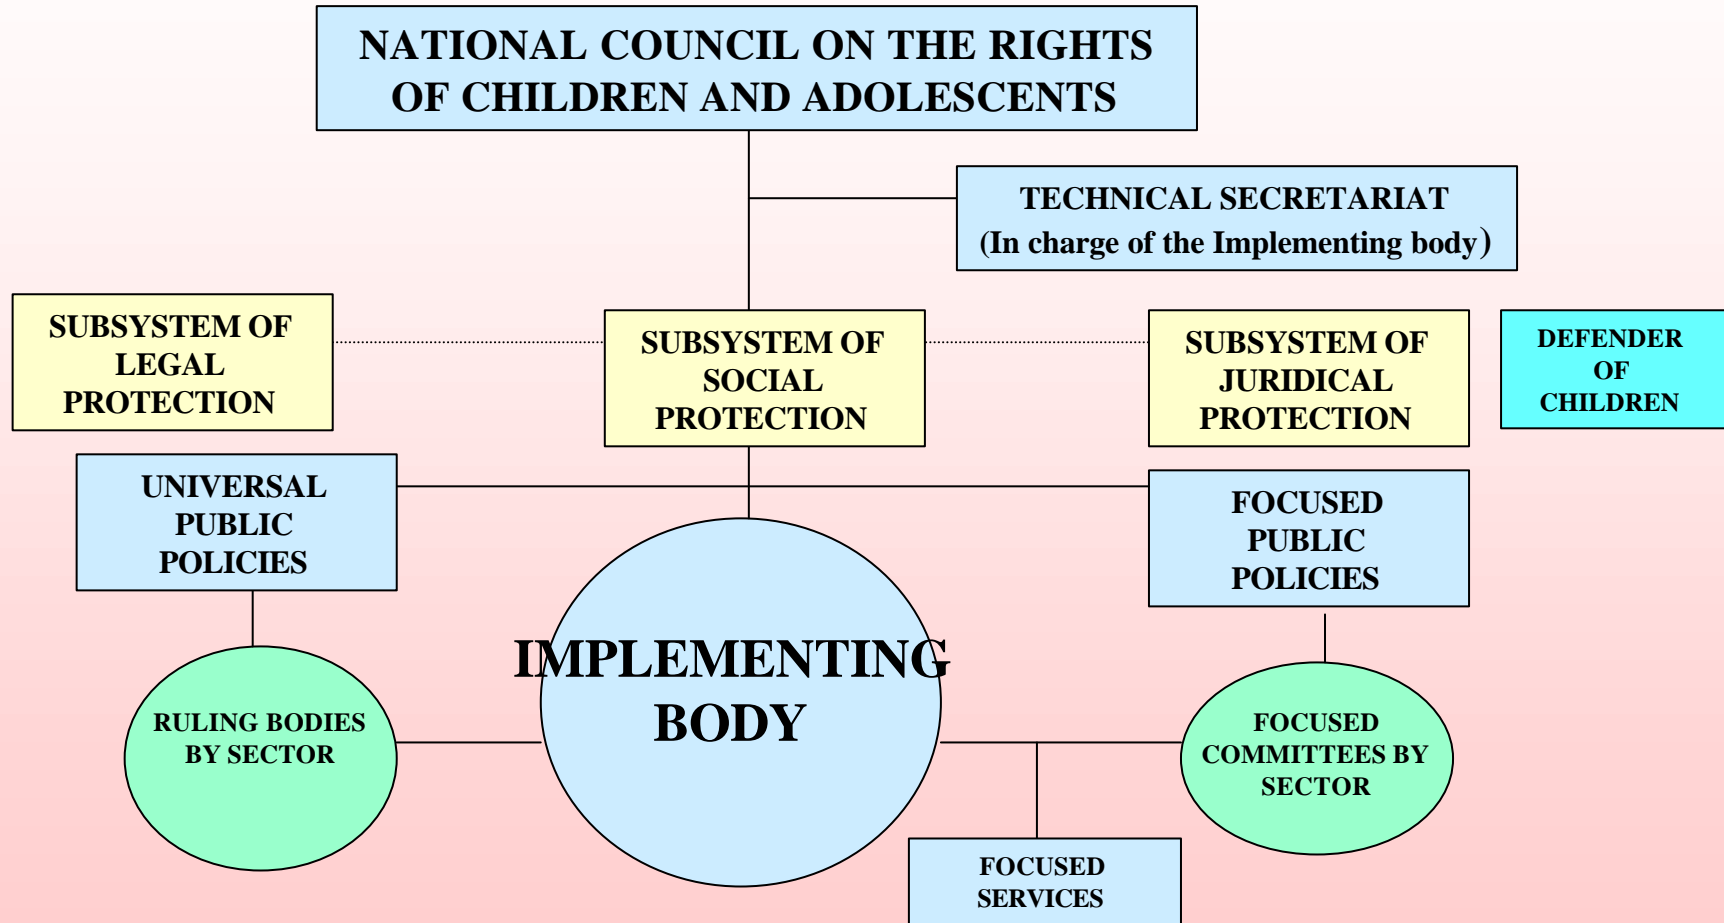 NATIONAL COUNCIL ON THE RIGHTS
OF CHILDREN AND ADOLESCENTS
TECHNICAL SECRETARIAT
(In charge of the Implementing body)
SUBSYSTEM OF
LEGAL
PROTECTION
SUBSYSTEM OF
SOCIAL
PROTECTION
SUBSYSTEM OF
JURIDICAL
PROTECTION
DEFENDER
OF
CHILDREN
UNIVERSAL
PUBLIC
POLICIES
FOCUSED
PUBLIC
POLICIES
IMPLEMENTING
BODY
RULING BODIES
BY SECTOR
FOCUSED
COMMITTEES BY
SECTOR
FOCUSED
SERVICES